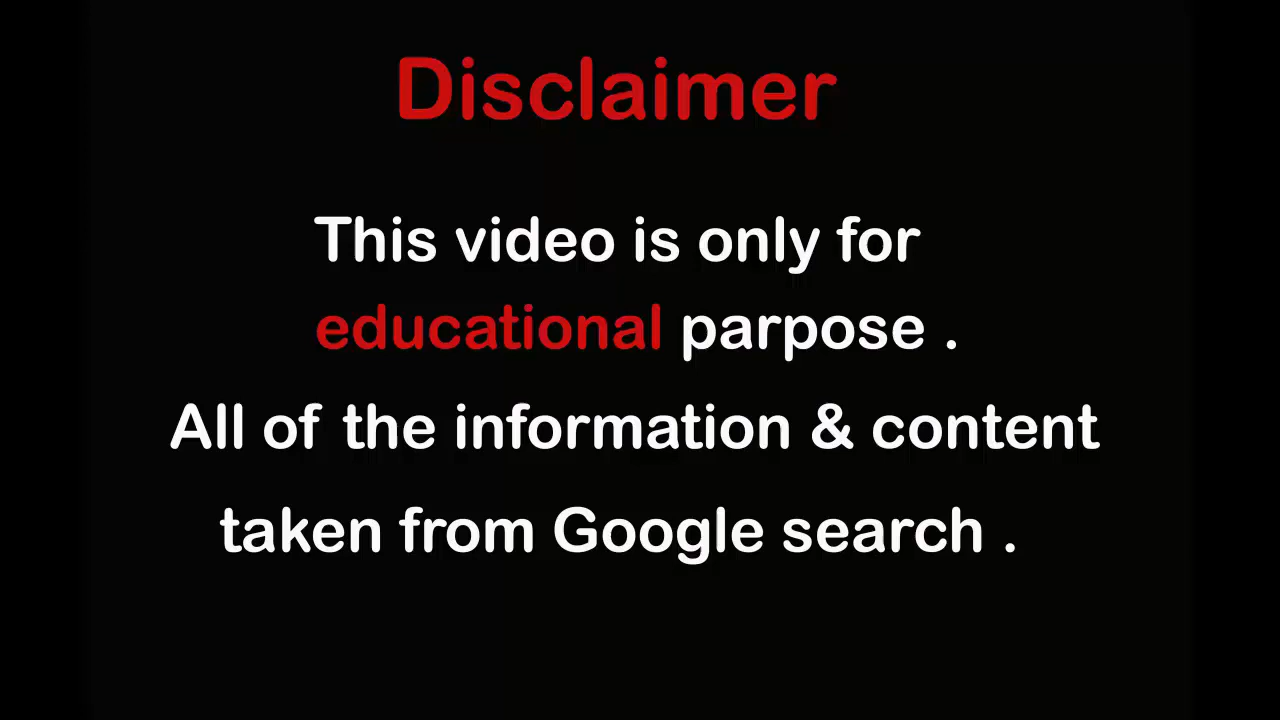 Disclaimer
This video is only for
educational parpose .
All of the information & content
taken from Google search .